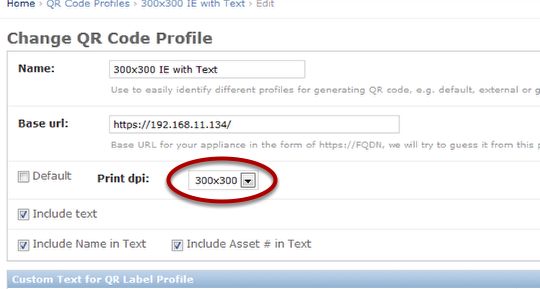 Home › QR Code Profiles › 300x300 IE with Text › Edit
Change QR Code Profile
Name: 300x300 IE with Text
Use to easily identify different profiles for generating QR code, e.g. default, external or g
Base url: https://192.168.11.134/
Base URL for your appliance in the form of https://FQDN, we will try to guess it from this p
Default Print dpi: 300x300
Include text
Include Name in Text Include Asset # in Text
Custom Text for QR Label Profile